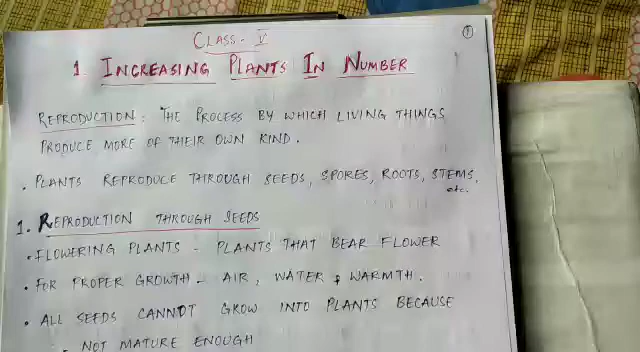 ①
CLASS - V
1. INCREASING PLANTS IN NUMBER
REPRODUCTION: THE PROCESS BY WHICH LIVING THINGS
PRODUCE MORE OF THEIR OWN KIND.
. PLANTS REPRODUCE THROUGH SEEDS, SPORES, ROOTS, STEMS,
etc.
1. REPRODUCTION THROUGH SEEDS
. FLOWERING PLANTS - PLANTS THAT BEAR FLOWER
. FOR PROPER GROWTH - AIR, WATER & WARMTH.
. ALL SEEDS CANNOT GROW INTO PLANTS BECAUSE
. NOT MATURE ENOUGH